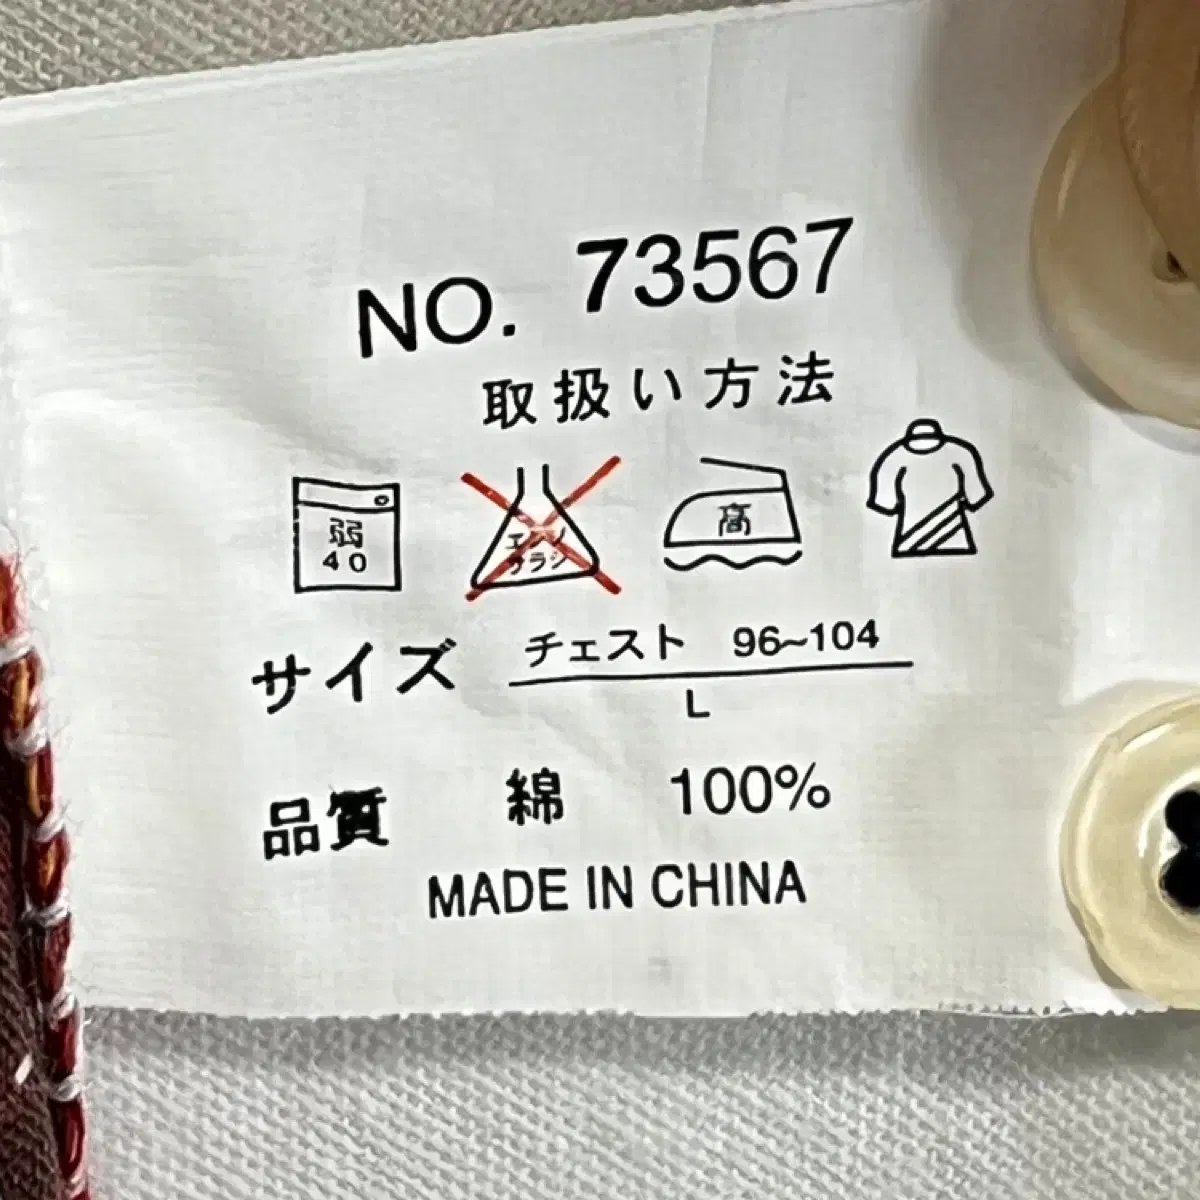 NO. 73567
取扱い方法
弱
40
エンソ
サラシ
高
サイズ チェスト 96~104
L
品質 綿 100%
MADE IN CHINA